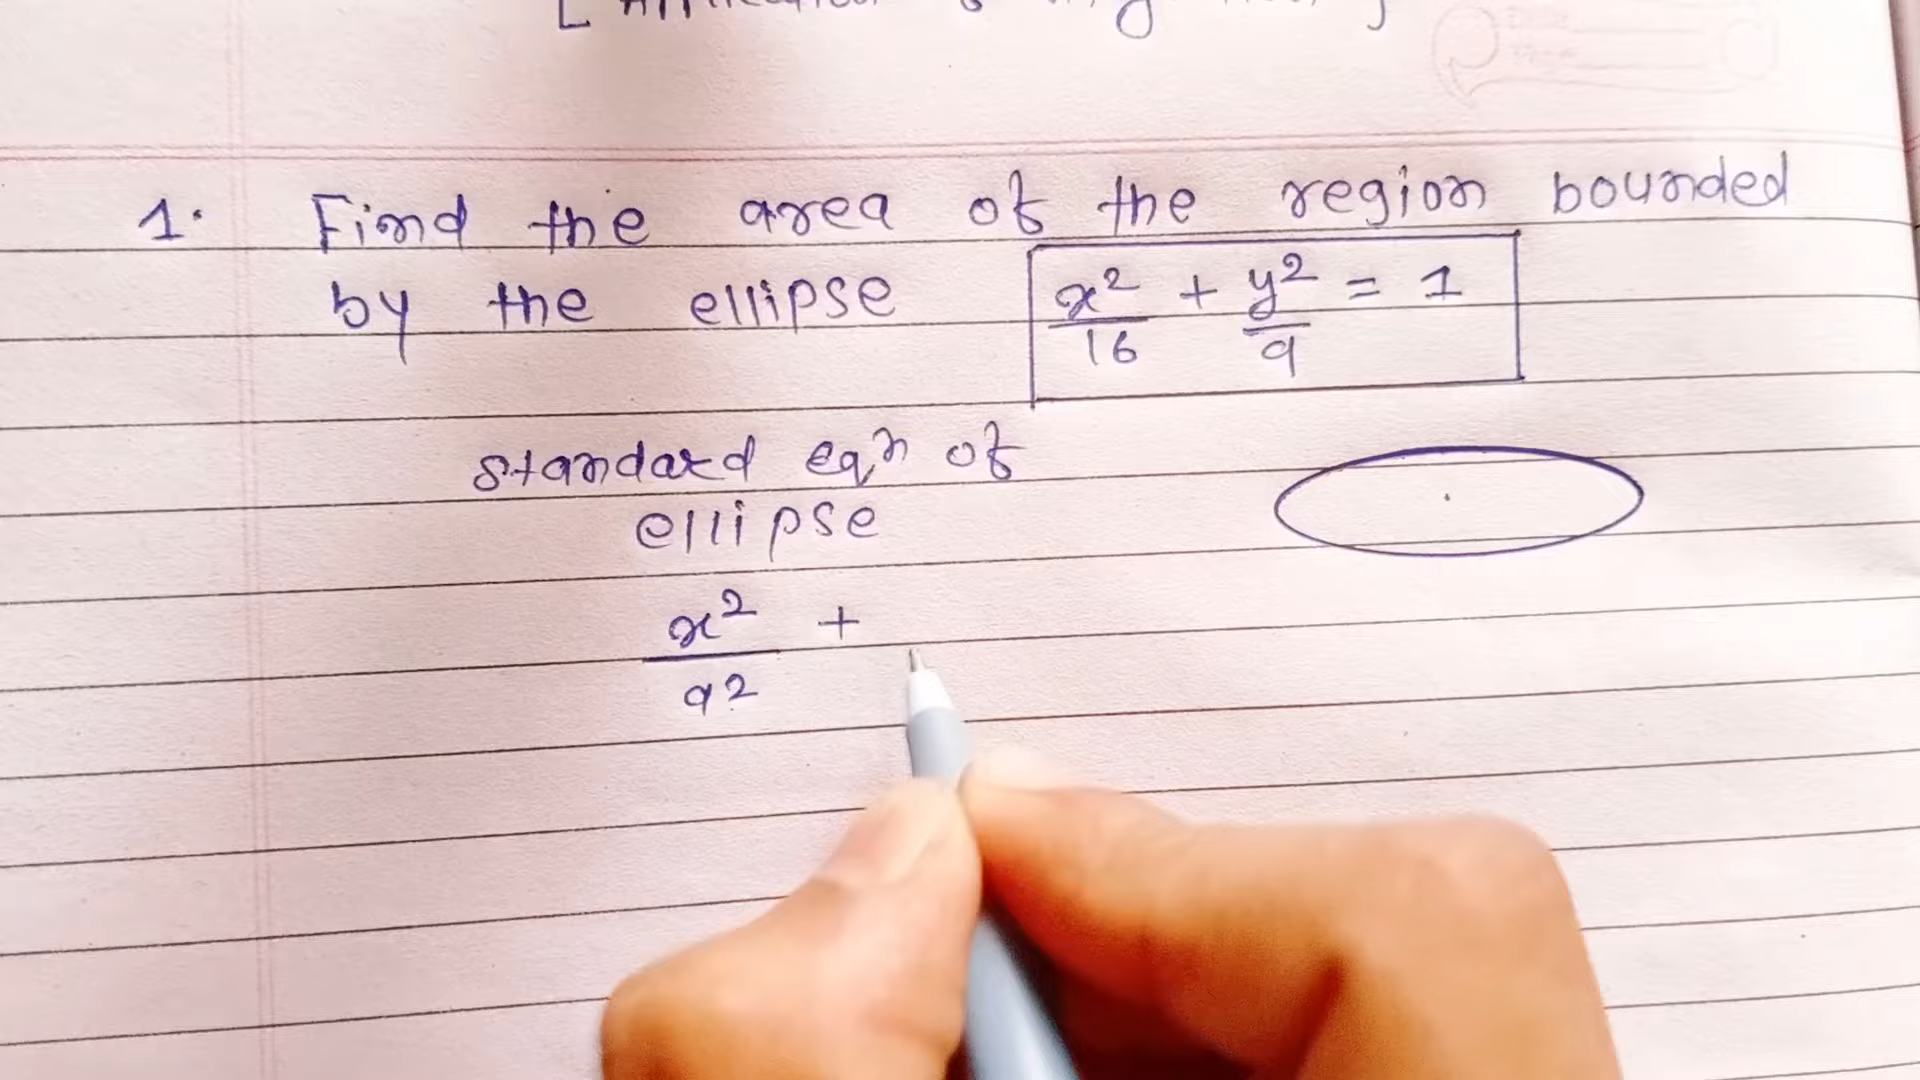 1. Find the area of the region bounded
by the ellipse x²/16 + y²/9 = 1
standard eqⁿ of
ellipse
x²/a² +